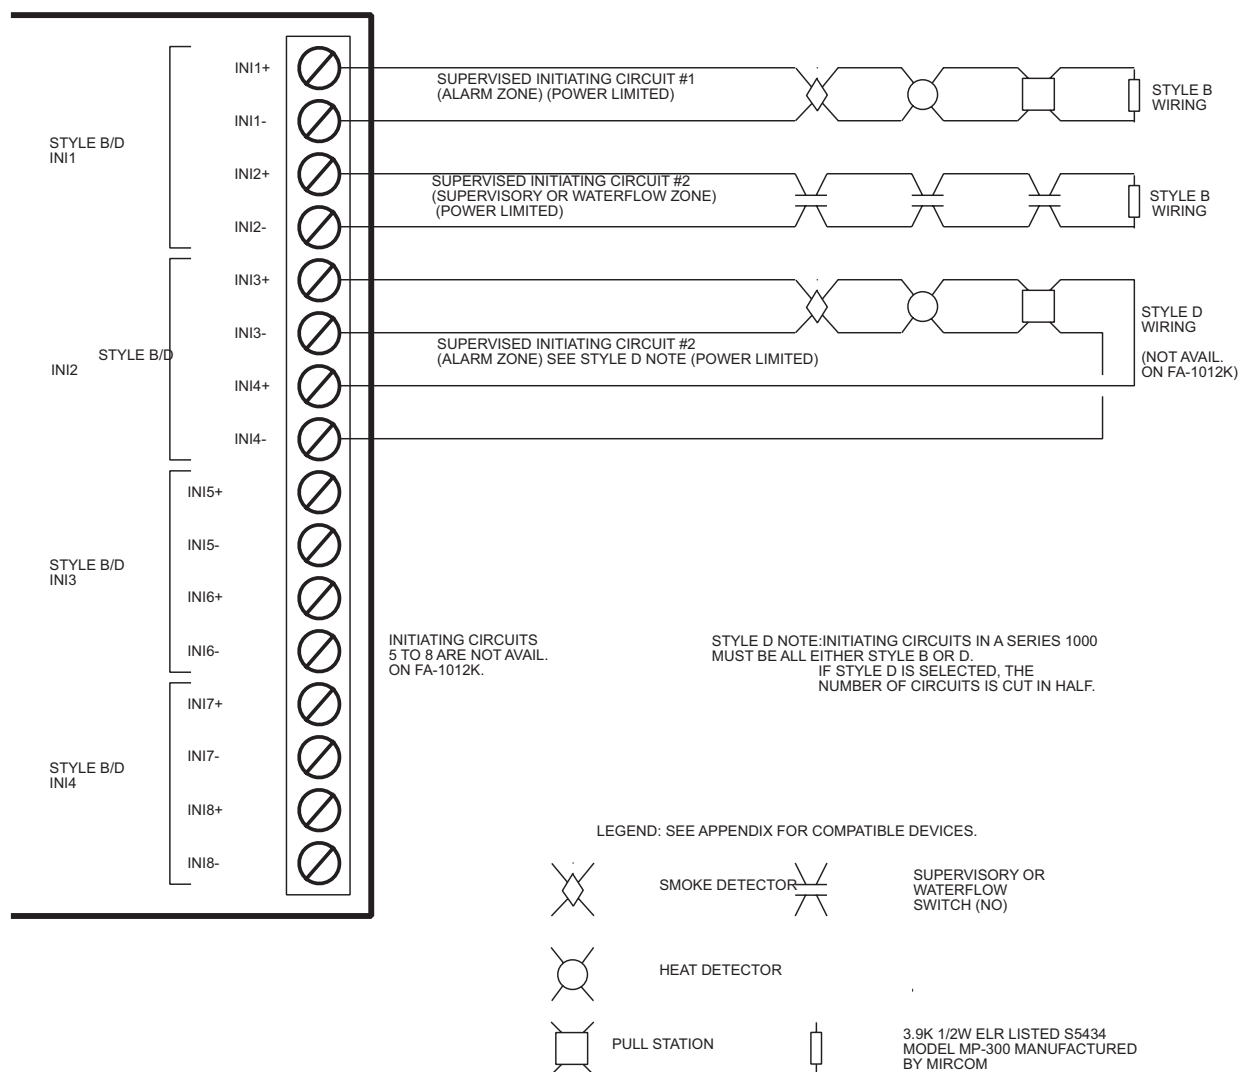 INI1+
SUPERVISED INITIATING CIRCUIT #1
(ALARM ZONE) (POWER LIMITED)
STYLE B
WIRING
INI1-
STYLE B/D
INI1
INI2+
SUPERVISED INITIATING CIRCUIT #2
(SUPERVISORY OR WATERFLOW ZONE)
(POWER LIMITED)
STYLE B
WIRING
INI2-
INI3+
INI3-
SUPERVISED INITIATING CIRCUIT #2
(ALARM ZONE) SEE STYLE D NOTE (POWER LIMITED)
STYLE D
WIRING
(NOT AVAIL.
ON FA-1012K)
STYLE B/D
INI2
INI4+
INI4-
INI5+
INI5-
STYLE B/D
INI3
INI6+
INI6-
INITIATING CIRCUITS
5 TO 8 ARE NOT AVAIL.
ON FA-1012K.
STYLE D NOTE:INITIATING CIRCUITS IN A SERIES 1000
MUST BE ALL EITHER STYLE B OR D.
IF STYLE D IS SELECTED, THE
NUMBER OF CIRCUITS IS CUT IN HALF.
INI7+
INI7-
STYLE B/D
INI4
INI8+
INI8-
LEGEND: SEE APPENDIX FOR COMPATIBLE DEVICES.
SMOKE DETECTOR
SUPERVISORY OR
WATERFLOW
SWITCH (NO)
HEAT DETECTOR
PULL STATION
3.9K 1/2W ELR LISTED S5434
MODEL MP-300 MANUFACTURED
BY MIRCOM